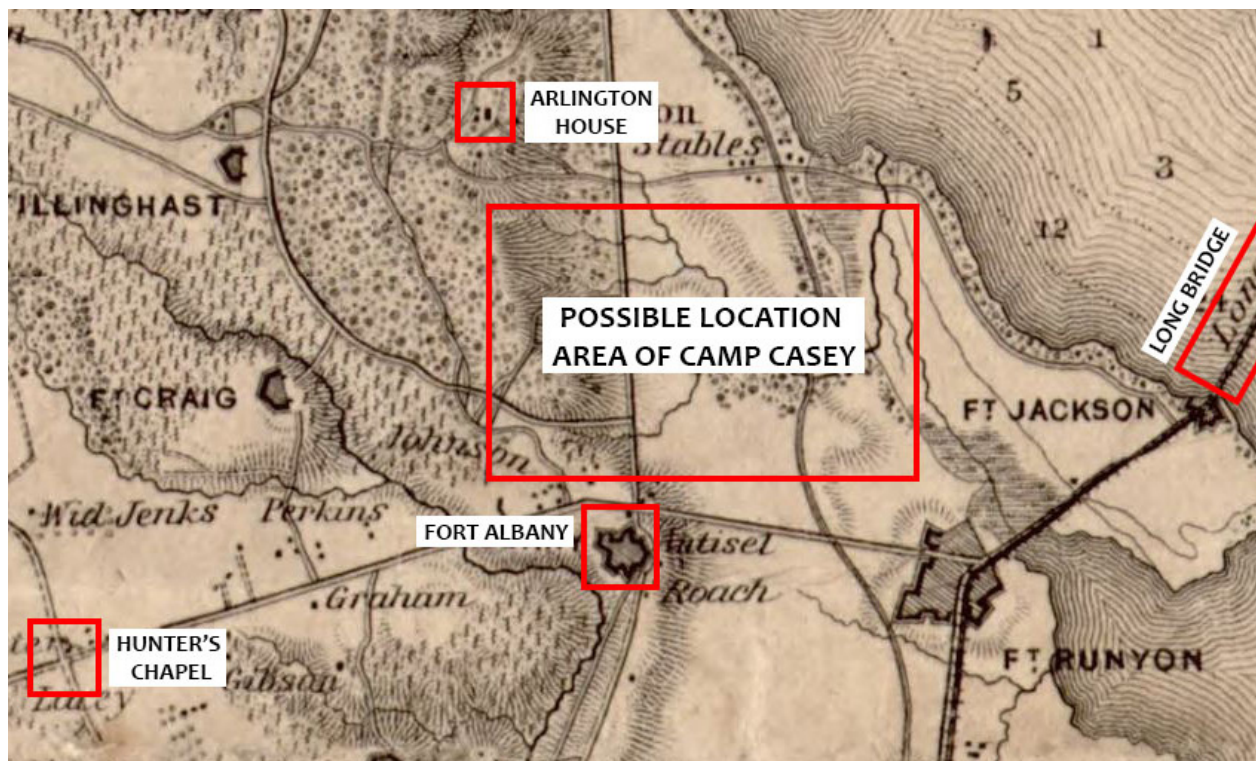 ARLINGTON
HOUSE
on
Stables
1
5
3
12
ILLINGHAST
LONG BRIDGE
POSSIBLE LOCATION
AREA OF CAMP CASEY
FT CRAIG
FT. JACKSON
Johnson
Wid. Jenks
Perkins
FORT ALBANY
Roach
Graham
HUNTER'S
CHAPEL
Gibson
FT. RUNYON